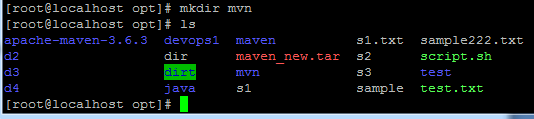 [root@localhost opt]# mkdir mvn
[root@localhost opt]# ls
apache-maven-3.6.3 devops1 maven s1.txt sample222.txt
d2 dir maven_new.tar s2 script.sh
d3 dirt mvn s3 test
d4 java s1 sample test.txt
[root@localhost opt]#